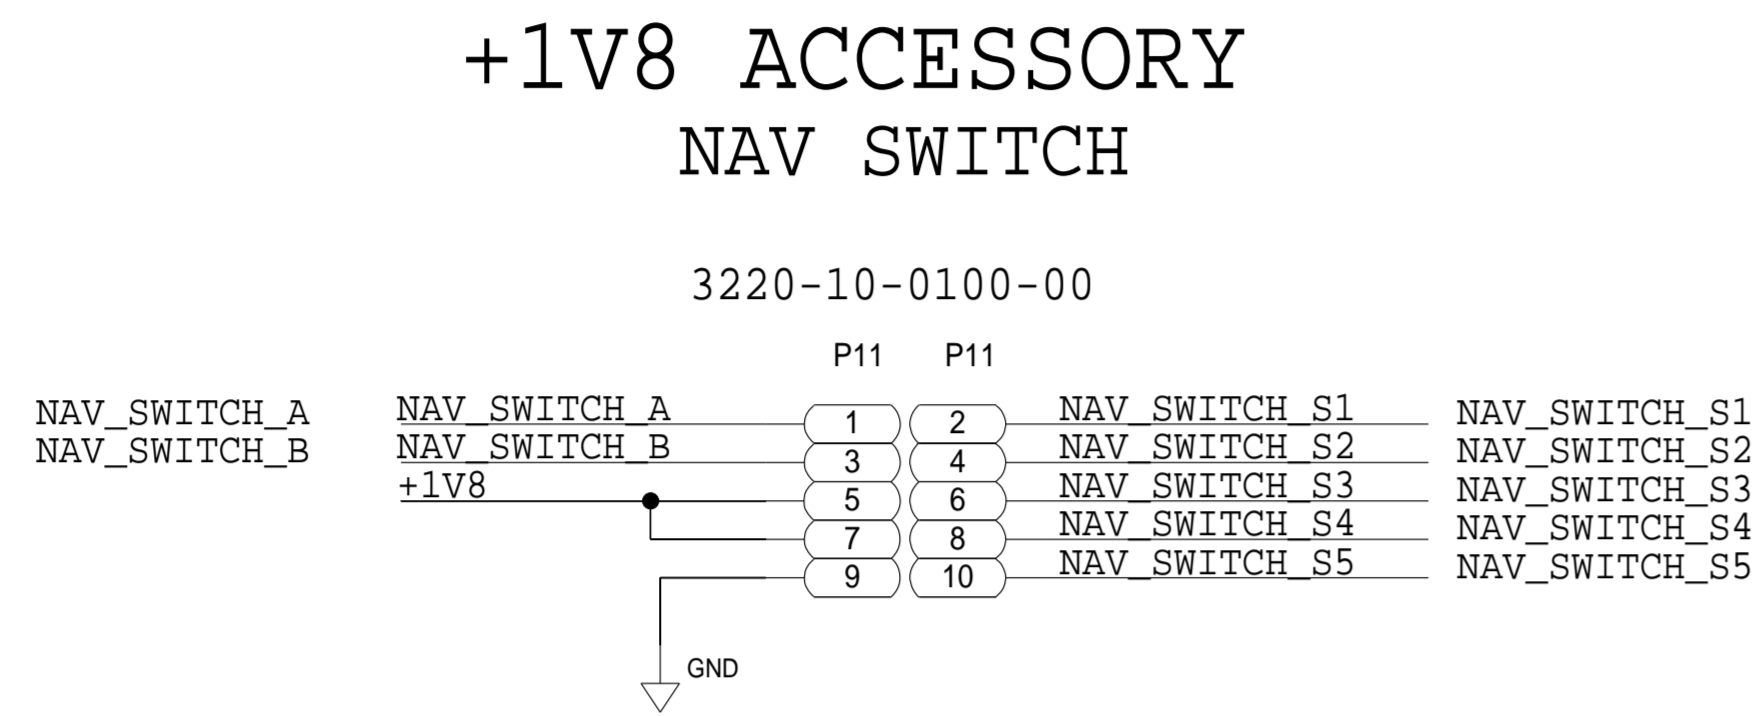 +1V8 ACCESSORY
NAV SWITCH
3220-10-0100-00
P11 P11
NAV_SWITCH_A NAV_SWITCH_A 1 2 NAV_SWITCH_S1 NAV_SWITCH_S1
NAV_SWITCH_B NAV_SWITCH_B 3 4 NAV_SWITCH_S2 NAV_SWITCH_S2
+1V8 5 6 NAV_SWITCH_S3 NAV_SWITCH_S3
7 8 NAV_SWITCH_S4 NAV_SWITCH_S4
9 10 NAV_SWITCH_S5 NAV_SWITCH_S5
GND